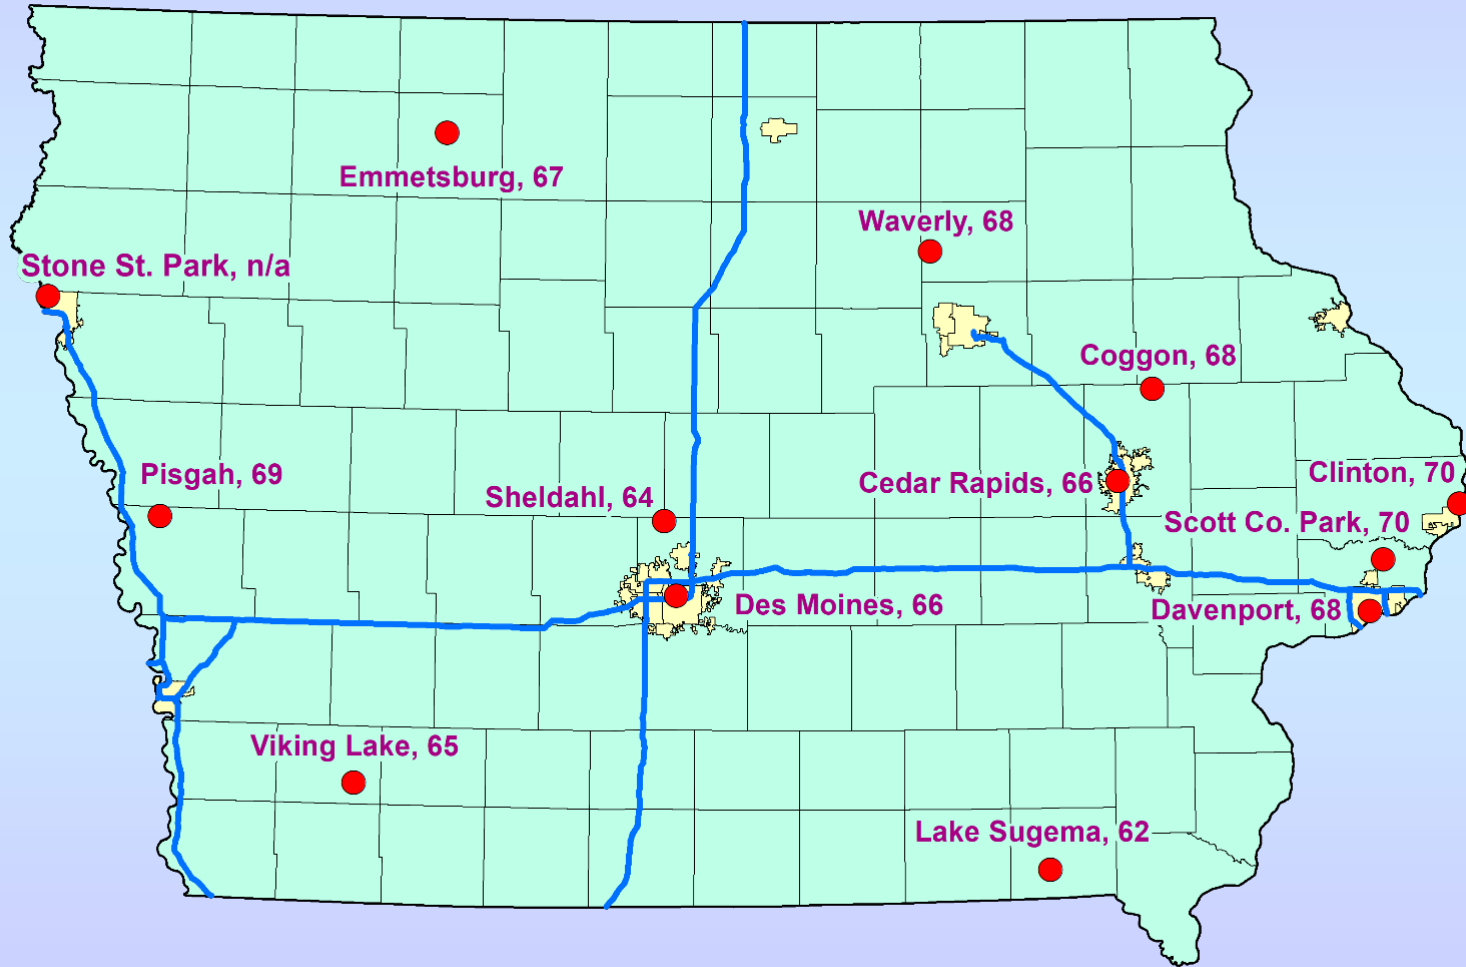 Emmetsburg, 67
Waverly, 68
Stone St. Park, n/a
Coggon, 68
Pisgah, 69
Clinton, 70
Cedar Rapids, 66
Sheldahl, 64
Scott Co. Park, 70
Des Moines, 66
Davenport, 68
Viking Lake, 65
Lake Sugema, 62